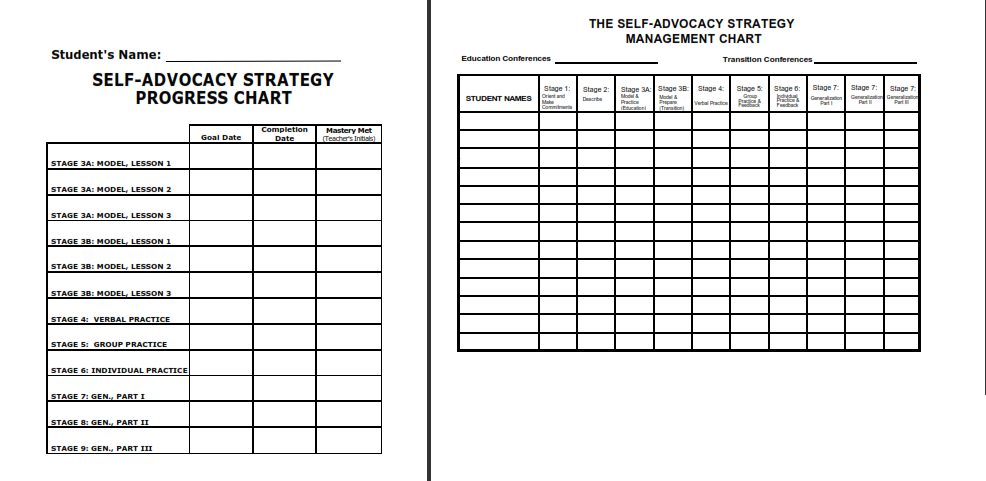 Student's Name:
SELF-ADVOCACY STRATEGY
PROGRESS CHART
Goal Date
Completion
Date
Mastery Met
(Teacher's Initials)
STAGE 3A: MODEL, LESSON 1
STAGE 3A: MODEL, LESSON 2
STAGE 3A: MODEL, LESSON 3
STAGE 3B: MODEL, LESSON 1
STAGE 3B: MODEL, LESSON 2
STAGE 3B: MODEL, LESSON 3
STAGE 4: VERBAL PRACTICE
STAGE 5: GROUP PRACTICE
STAGE 6: INDIVIDUAL PRACTICE
STAGE 7: GEN., PART I
STAGE 8: GEN., PART II
STAGE 9: GEN., PART III
THE SELF-ADVOCACY STRATEGY
MANAGEMENT CHART
Education Conferences
Transition Conferences
STUDENT NAMES
Stage 1:
Orient and
Make
Commitments
Stage 2:
Describe
Stage 3A:
Model &
Practice
(Education)
Stage 3B:
Model &
Prepare
(Transition)
Stage 4:
Verbal Practice
Stage 5:
Group
Practice &
Feedback
Stage 6:
Individual
Practice &
Feedback
Stage 7:
Generalization
Part I
Stage 7:
Generalization
Part II
Stage 7:
Generalization
Part III